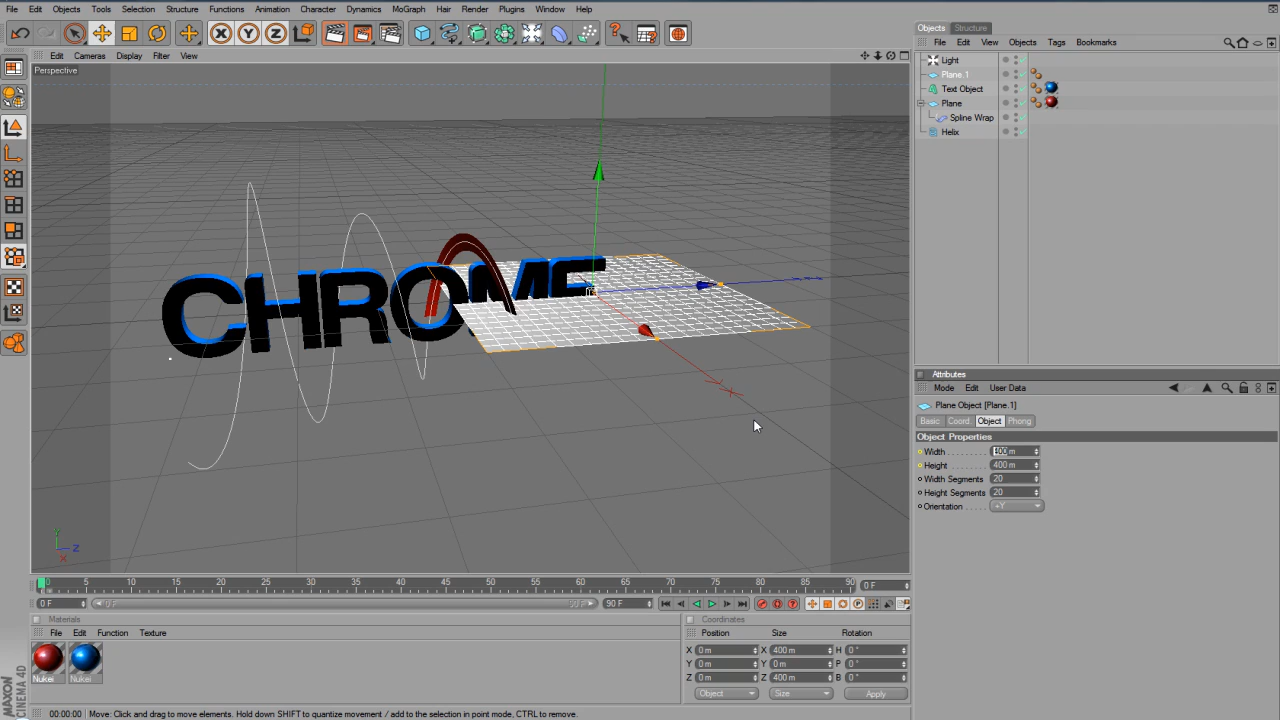 File Edit Objects Tools Selection Structure Functions Animation Character Dynamics MoGraph Hair Render Plugins Window Help
X Y Z
Objects Structure
File Edit View Objects Tags Bookmarks
Edit Cameras Display Filter View
Perspective
Light
Plane.1
Text Object
Plane
Spline Wrap
Helix
CHROME
Attributes
Mode Edit User Data
Plane Object [Plane.1]
Basic Coord. Object Phong
Object Properties
Width 400 m
Height 400 m
Width Segments 20
Height Segments 20
Orientation +Y
Y
Z
X
0 5 10 15 20 25 30 35 40 45 50 55 60 65 70 75 80 85 90 0 F
0 F 0 F 90 F 90 F
Materials
File Edit Function Texture
Nukei Nukei
Coordinates
Position Size Rotation
X 0 m X 400 m H 0 °
Y 0 m Y 0 m P 0 °
Z 0 m Z 400 m B 0 °
Object Size Apply
MAXON
CINEMA 4D
00:00:00 Move: Click and drag to move elements. Hold down SHIFT to quantize movement / add to the selection in point mode, CTRL to remove.